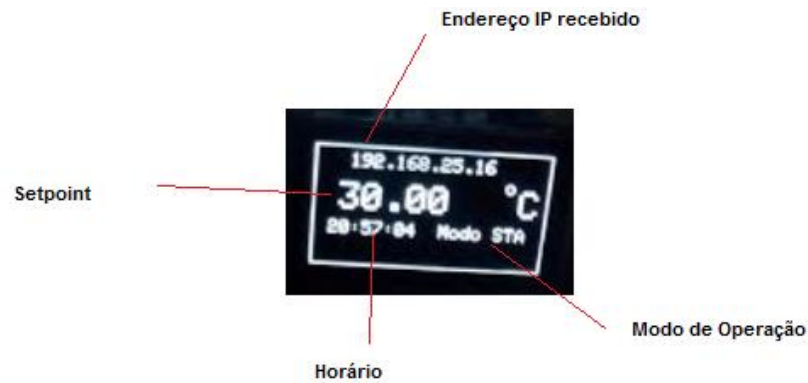 Endereço IP recebido
192.168.25.16
Setpoint
30.00 °C
20:57:04 Modo STA
Modo de Operação
Horário